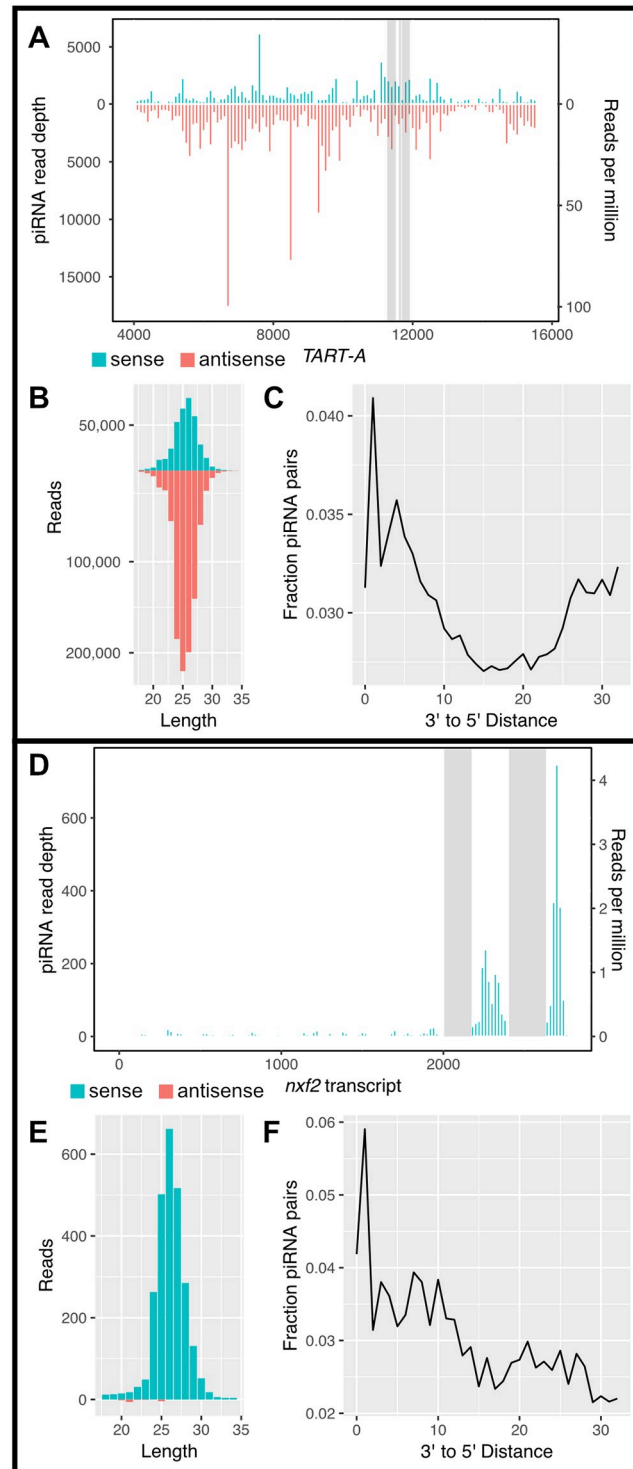 A
5000
0
5000
10000
15000
piRNA read depth
0
50
100
Reads per million
4000 8000 12000 16000
sense antisense TART-A
B
50,000
100,000
200,000
Reads
20 25 30 35
Length
C
0.040
0.035
0.030
Fraction piRNA pairs
0 10 20 30
3' to 5' Distance
D
600
400
200
0
piRNA read depth
4
3
2
1
0
Reads per million
0 1000 2000
sense antisense nxf2 transcript
E
600
400
200
0
Reads
20 25 30 35
Length
F
0.06
0.05
0.04
0.03
0.02
Fraction piRNA pairs
0 10 20 30
3' to 5' Distance